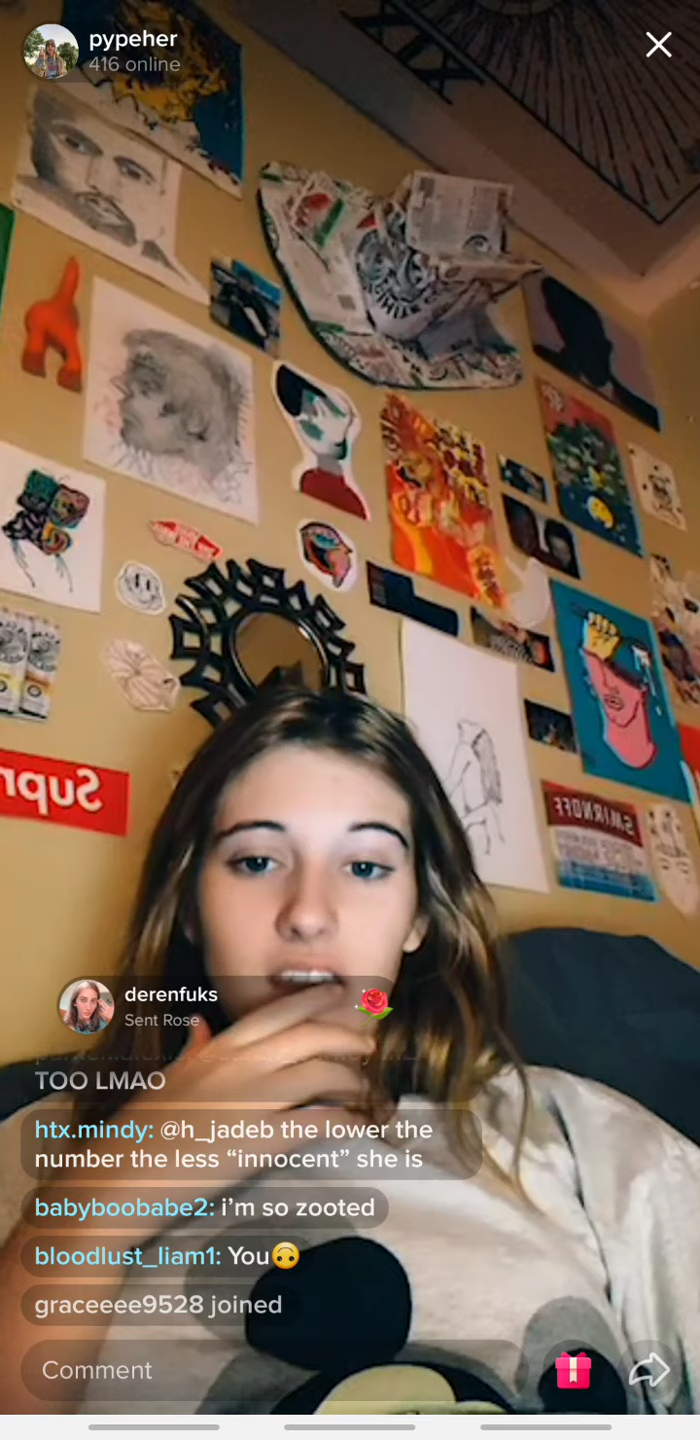 pypeher
416 online
XIX
Supr
SMIRNOFF
derenfuks
Sent Rose
TOO LMAO
htx.mindy: @h_jadeb the lower the
number the less “innocent” she is
babyboobabe2: i’m so zooted
bloodlust_liam1: You🙃
graceeee9528 joined
Comment